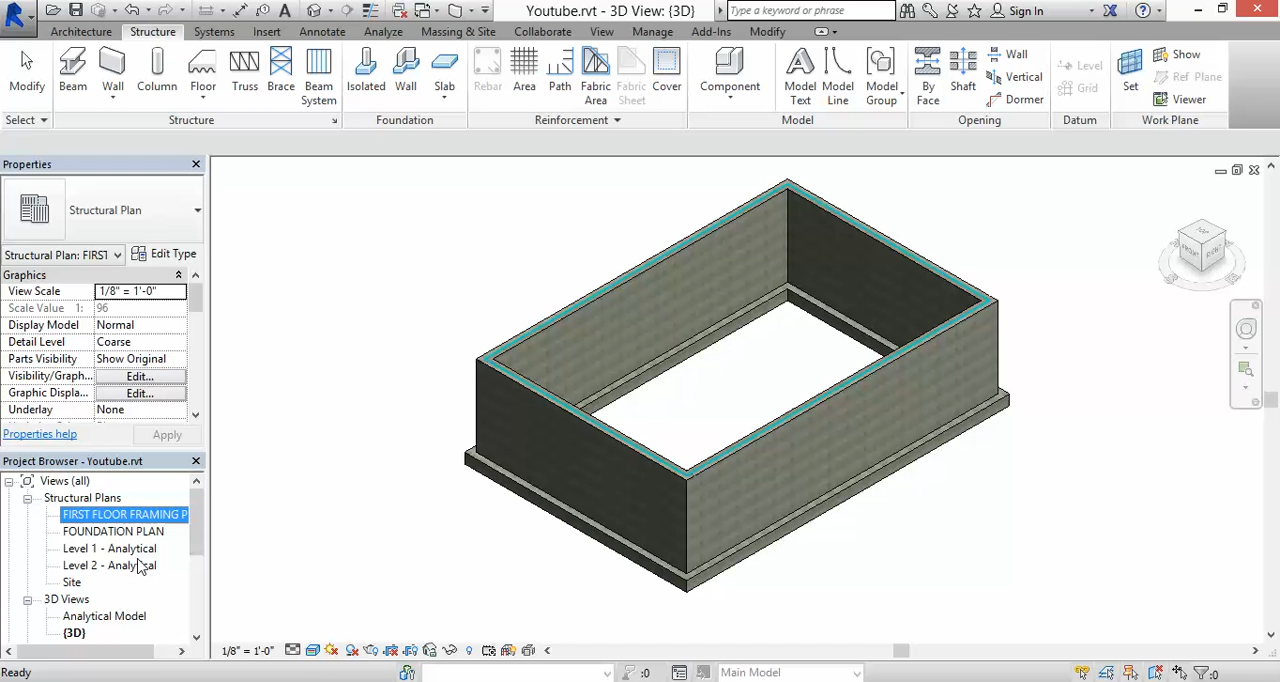 Youtube.rvt - 3D View: {3D}
Type a keyword or phrase
Sign In
Architecture Structure Systems Insert Annotate Analyze Massing & Site Collaborate View Manage Add-Ins Modify
Modify Beam Wall Column Floor Truss Brace Beam System Isolated Wall Slab Rebar Area Path Fabric Area Fabric Sheet Cover Component Model Text Model Line Model Group By Face Shaft Wall Vertical Dormer Level Grid Set Show Ref Plane Viewer
Select Structure Foundation Reinforcement Model Opening Datum Work Plane
Properties
Structural Plan
Structural Plan: FIRST Edit Type
Graphics
View Scale 1/8" = 1'-0"
Scale Value 1: 96
Display Model Normal
Detail Level Coarse
Parts Visibility Show Original
Visibility/Graph... Edit...
Graphic Displa... Edit...
Underlay None
Properties help Apply
Project Browser - Youtube.rvt
Views (all)
Structural Plans
FIRST FLOOR FRAMING P
FOUNDATION PLAN
Level 1 - Analytical
Level 2 - Analytical
Site
3D Views
Analytical Model
{3D}
1/8" = 1'-0"
Ready :0 Main Model :0